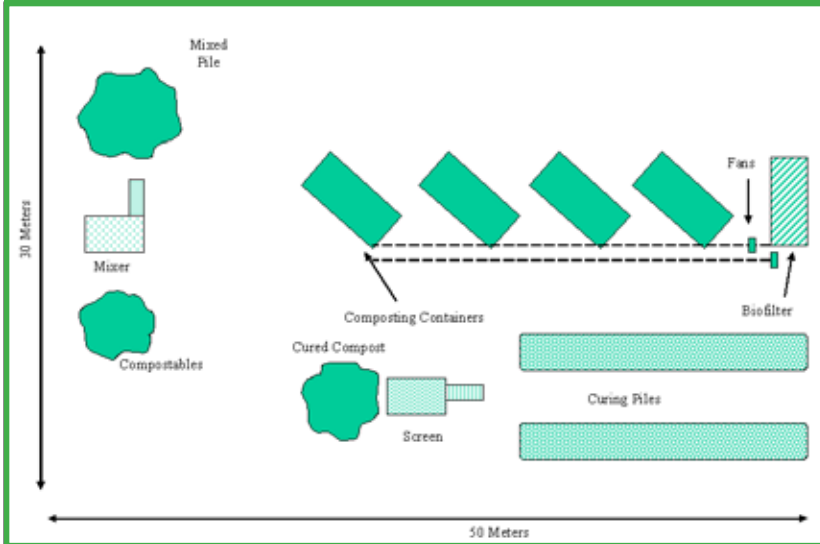 Mixed
Pile
Fans
30 Meters
Mixer
Biofilter
Composting Containers
Cured Compost
Compostables
Curing Piles
Screen
50 Meters